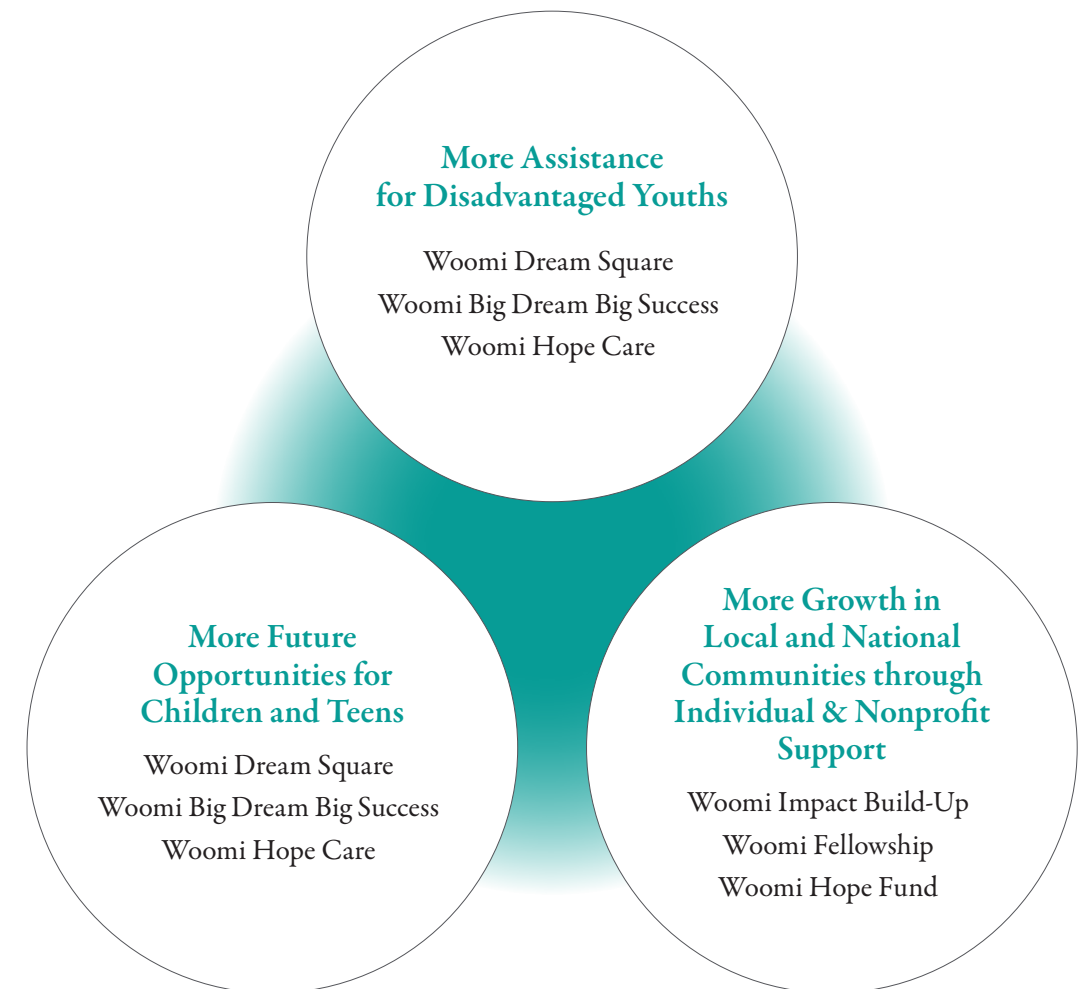 More Assistance
for Disadvantaged Youths
Woomi Dream Square
Woomi Big Dream Big Success
Woomi Hope Care
More Future
Opportunities for
Children and Teens
Woomi Dream Square
Woomi Big Dream Big Success
Woomi Hope Care
More Growth in
Local and National
Communities through
Individual & Nonprofit
Support
Woomi Impact Build-Up
Woomi Fellowship
Woomi Hope Fund